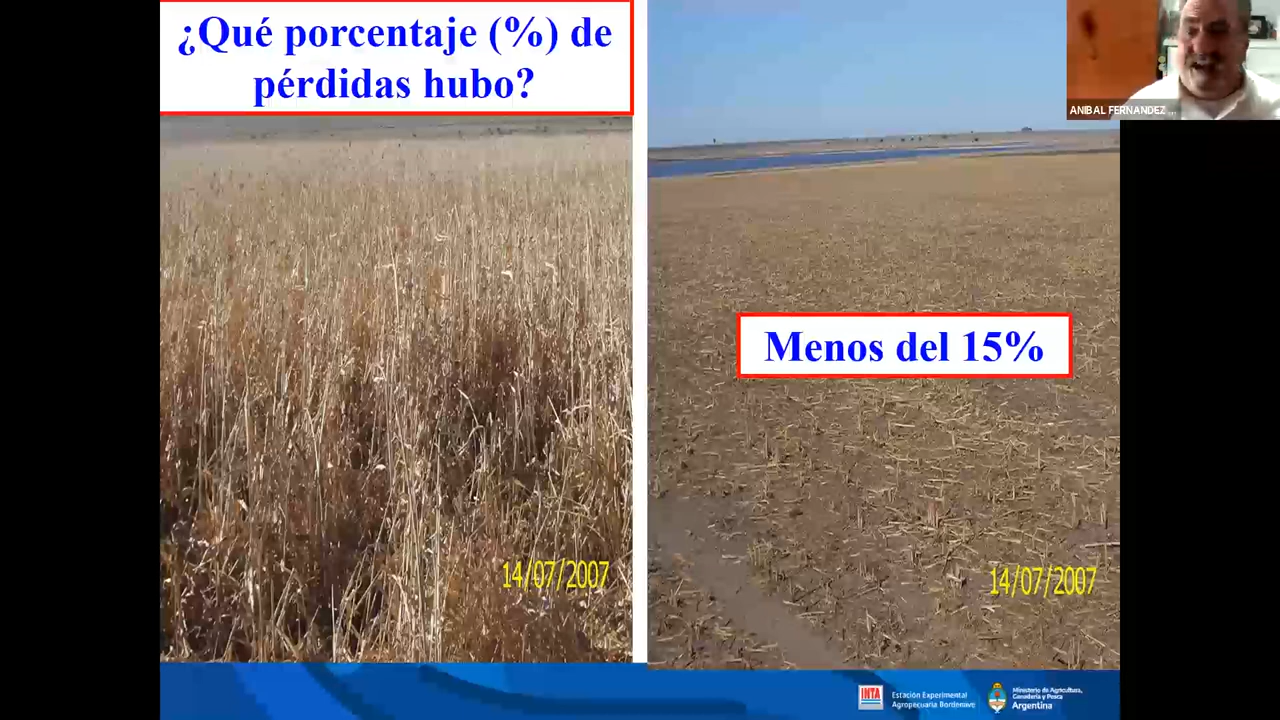 ¿Qué porcentaje (%) de
pérdidas hubo?
ANIBAL FERNANDEZ ...
Menos del 15%
14/07/2007
14/07/2007
INTA
Estación Experimental
Agropecuaria Bordenave
Ministerio de Agricultura,
Ganadería y Pesca
Argentina